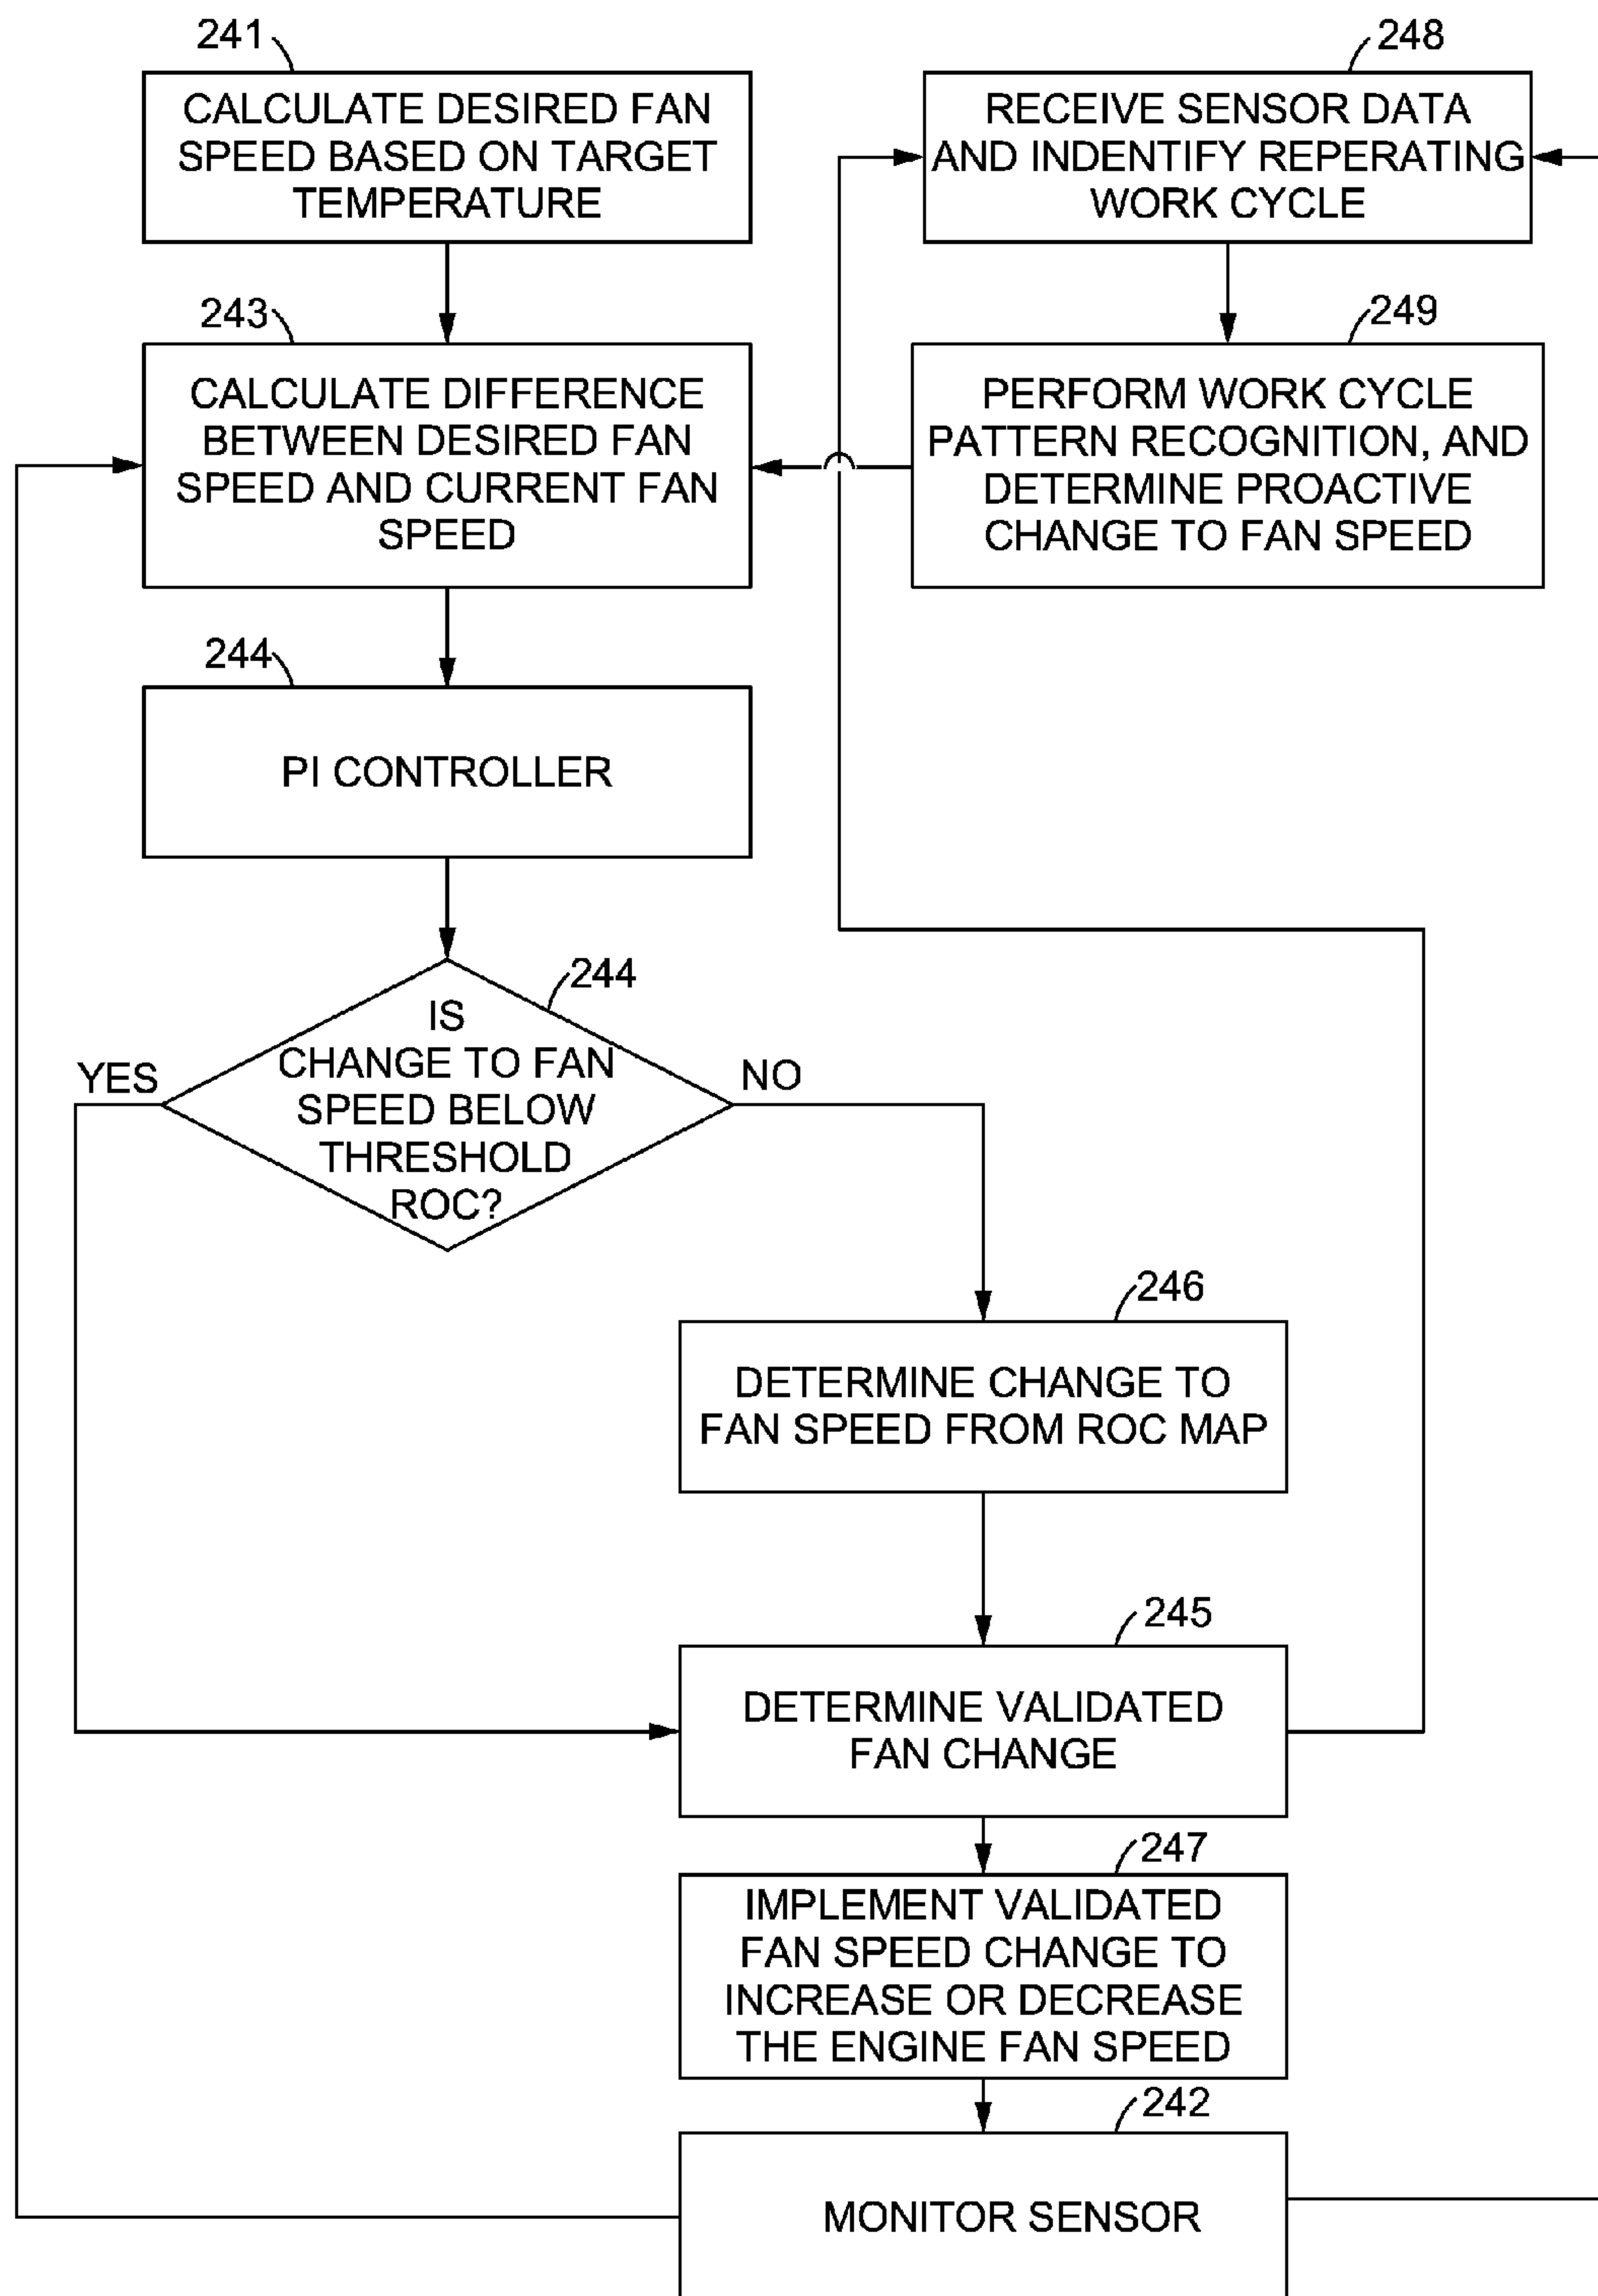 241
CALCULATE DESIRED FAN
SPEED BASED ON TARGET
TEMPERATURE
248
RECEIVE SENSOR DATA
AND INDENTIFY REPERATING
WORK CYCLE
243
CALCULATE DIFFERENCE
BETWEEN DESIRED FAN
SPEED AND CURRENT FAN
SPEED
249
PERFORM WORK CYCLE
PATTERN RECOGNITION, AND
DETERMINE PROACTIVE
CHANGE TO FAN SPEED
244
PI CONTROLLER
244
IS
CHANGE TO FAN
SPEED BELOW
THRESHOLD
ROC?
YES
NO
246
DETERMINE CHANGE TO
FAN SPEED FROM ROC MAP
245
DETERMINE VALIDATED
FAN CHANGE
247
IMPLEMENT VALIDATED
FAN SPEED CHANGE TO
INCREASE OR DECREASE
THE ENGINE FAN SPEED
242
MONITOR SENSOR